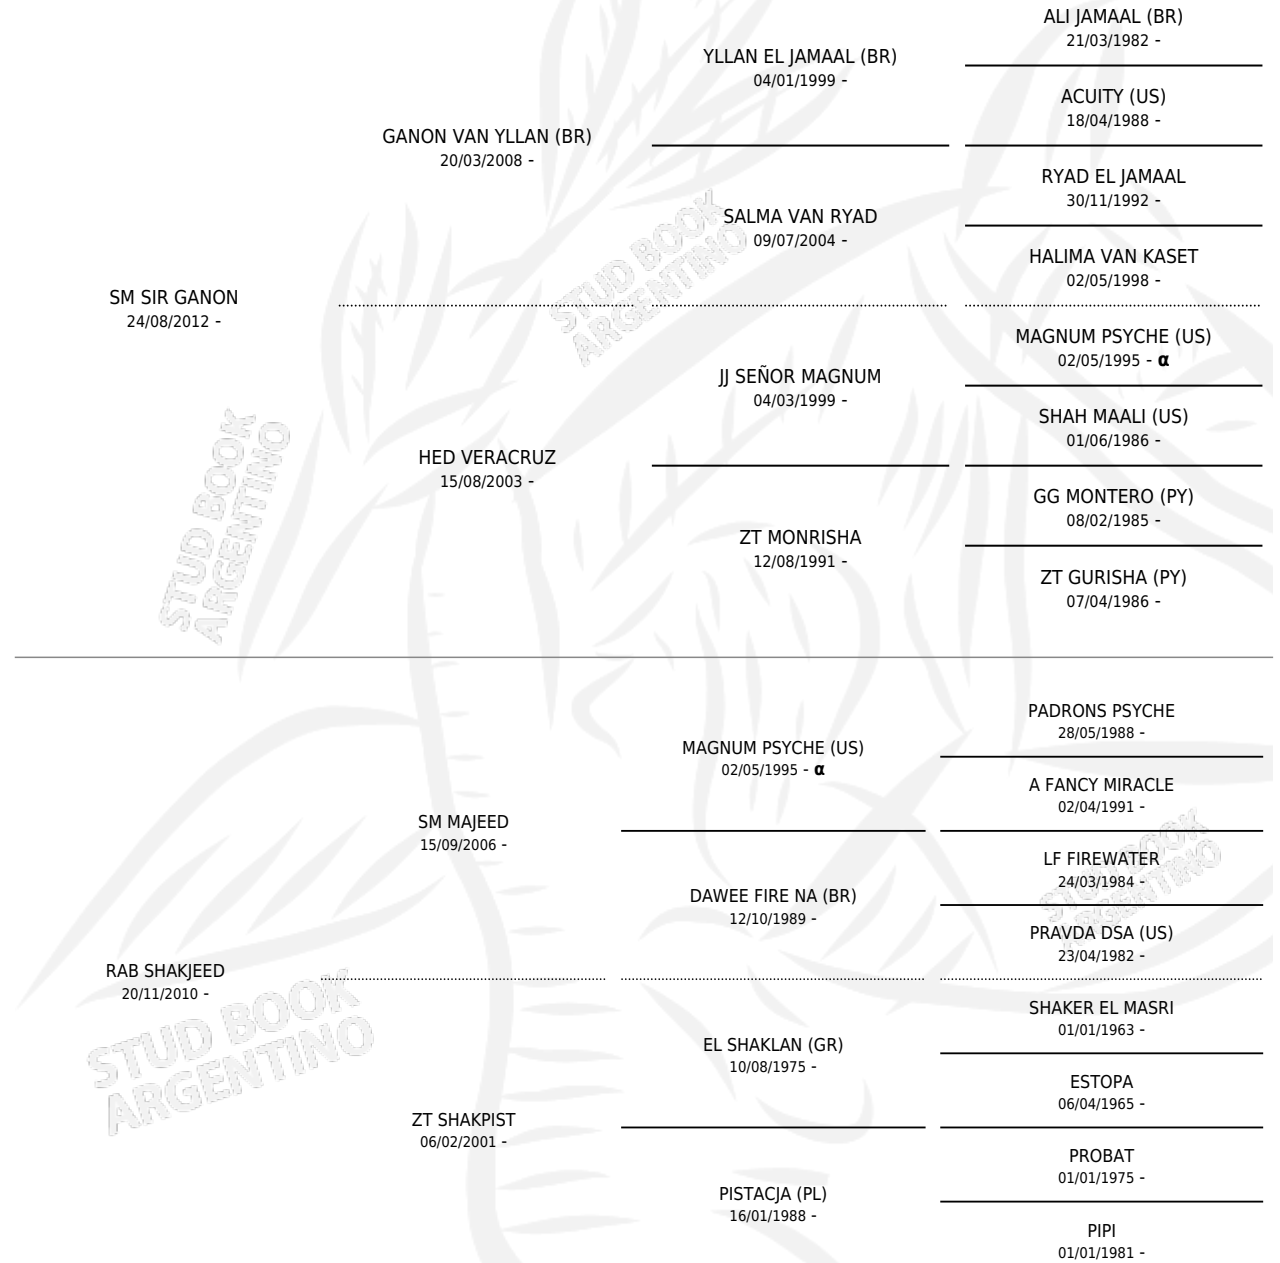 ALI JAMAAL (BR)
21/03/1982 -
YLLAN EL JAMAAL (BR)
04/01/1999 -
ACUITY (US)
18/04/1988 -
GANON VAN YLLAN (BR)
20/03/2008 -
RYAD EL JAMAAL
30/11/1992 -
SALMA VAN RYAD
09/07/2004 -
HALIMA VAN KASET
02/05/1998 -
SM SIR GANON
24/08/2012 -
MAGNUM PSYCHE (US)
02/05/1995 - α
JJ SEÑOR MAGNUM
04/03/1999 -
SHAH MAALI (US)
01/06/1986 -
HED VERACRUZ
15/08/2003 -
GG MONTERO (PY)
08/02/1985 -
ZT MONRISHA
12/08/1991 -
ZT GURISHA (PY)
07/04/1986 -
STUD BOOK
ARGENTINO
STUD BOOK
ARGENTINO
PADRONS PSYCHE
28/05/1988 -
MAGNUM PSYCHE (US)
02/05/1995 - α
A FANCY MIRACLE
02/04/1991 -
SM MAJEED
15/09/2006 -
LF FIREWATER
24/03/1984 -
DAWEE FIRE NA (BR)
12/10/1989 -
PRAVDA DSA (US)
23/04/1982 -
RAB SHAKJEED
20/11/2010 -
SHAKER EL MASRI
01/01/1963 -
EL SHAKLAN (GR)
10/08/1975 -
ESTOPA
06/04/1965 -
ZT SHAKPIST
06/02/2001 -
PROBAT
01/01/1975 -
PISTACJA (PL)
16/01/1988 -
PIPI
01/01/1981 -
STUD BOOK
ARGENTINO
STUD BOOK
ARGENTINO